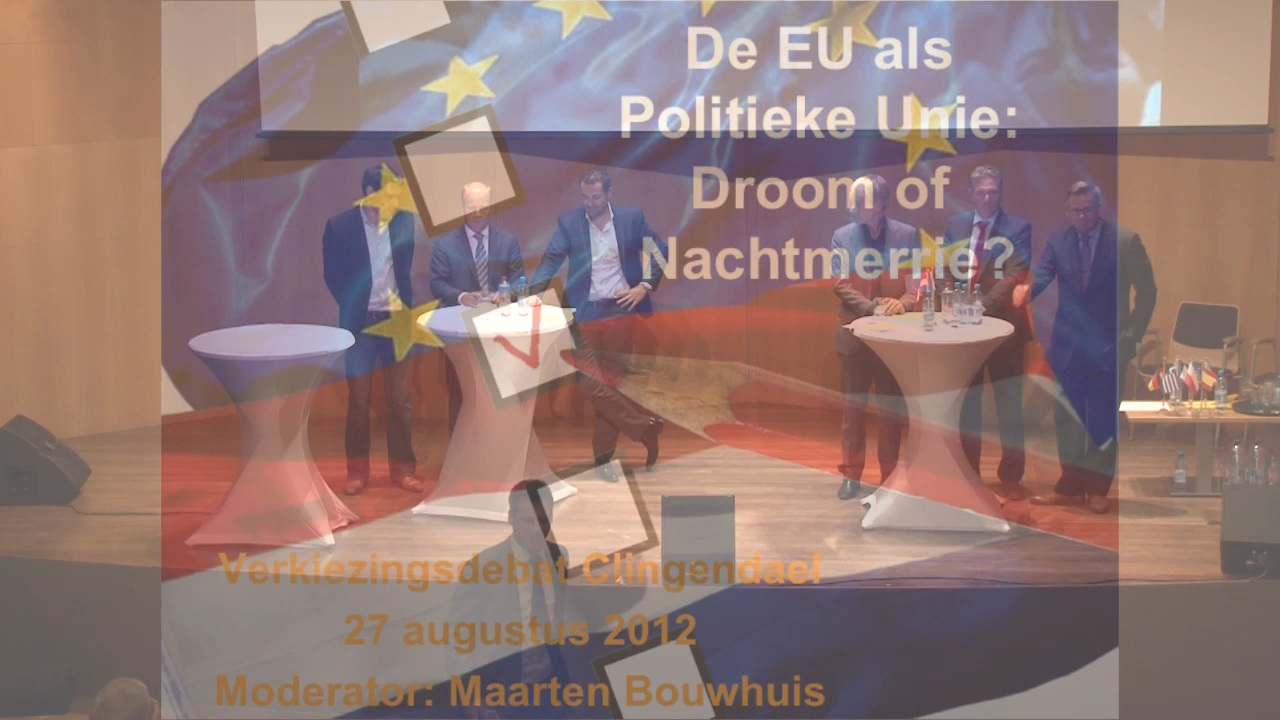 De EU als
Politieke Unie:
Droom of
Nachtmerrie?
Verkiezingsdebat Clingendael
27 augustus 2012
Moderator: Maarten Bouwhuis